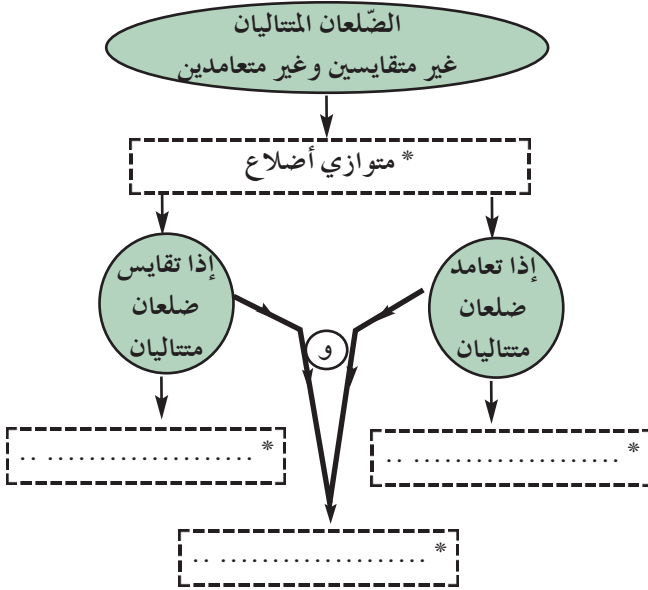 الضّلعان المتتاليان
غير متقايسين وغير متعامدين
* متوازي أضلاع
إذا تعامد
ضلعان
متتاليان
إذا تقايس
ضلعان
متتاليان
و
* .................... ..
* .................... ..
* .................... ..